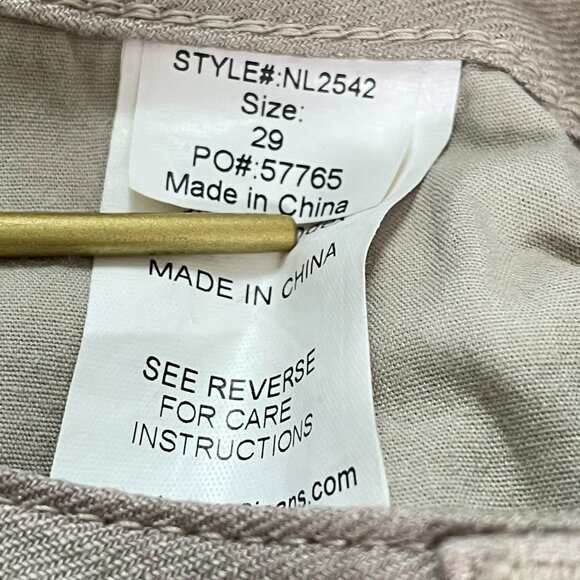 STYLE#:NL2542
Size:
29
PO#:57765
Made in China
MADE IN CHINA
SEE REVERSE
FOR CARE
INSTRUCTIONS